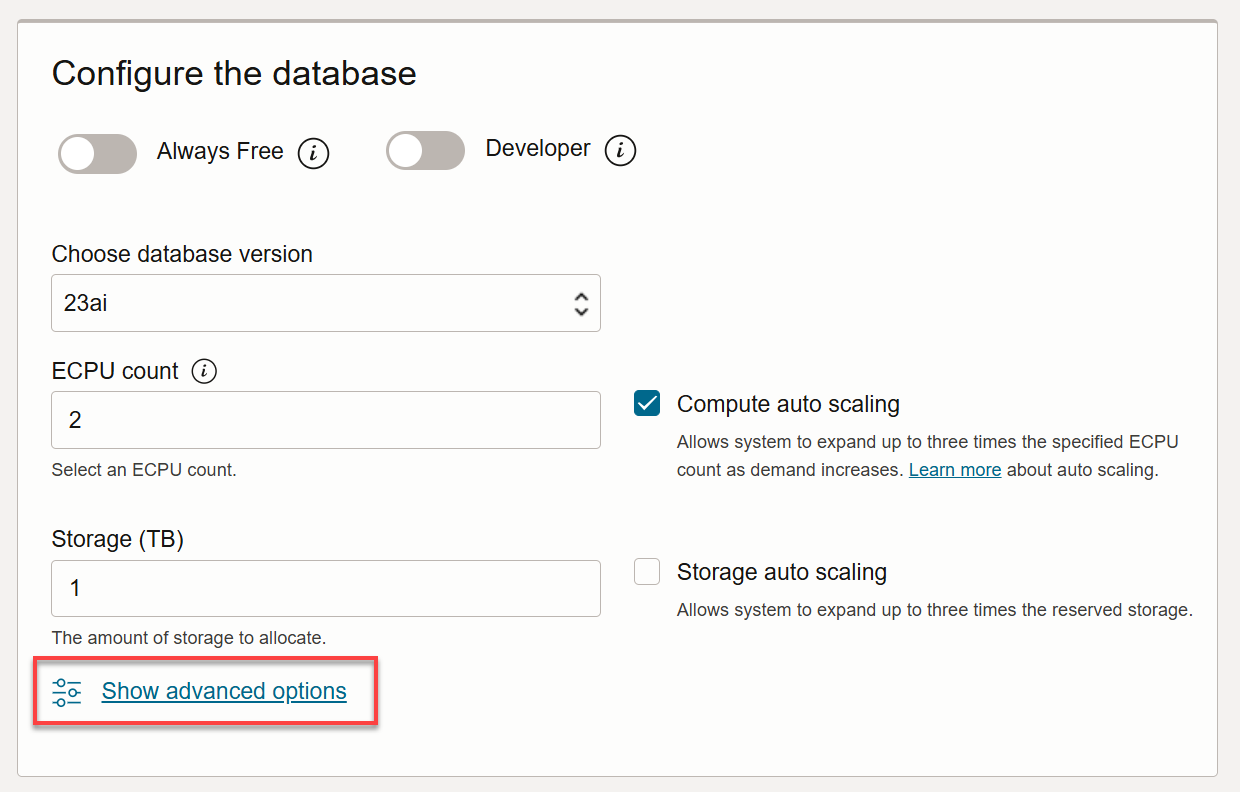 Configure the database
Always Free
Developer
Choose database version
23ai
ECPU count
2
Select an ECPU count.
Compute auto scaling
Allows system to expand up to three times the specified ECPU
count as demand increases. Learn more about auto scaling.
Storage (TB)
1
The amount of storage to allocate.
Storage auto scaling
Allows system to expand up to three times the reserved storage.
Show advanced options